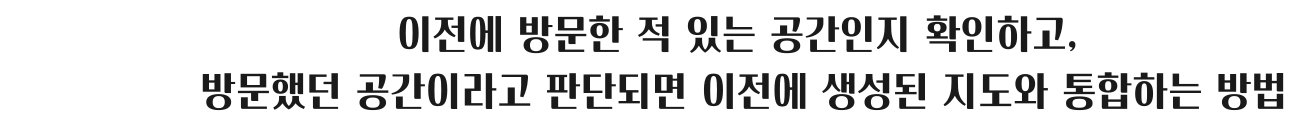 이전에 방문한 적 있는 공간인지 확인하고,
방문했던 공간이라고 판단되면 이전에 생성된 지도와 통합하는 방법